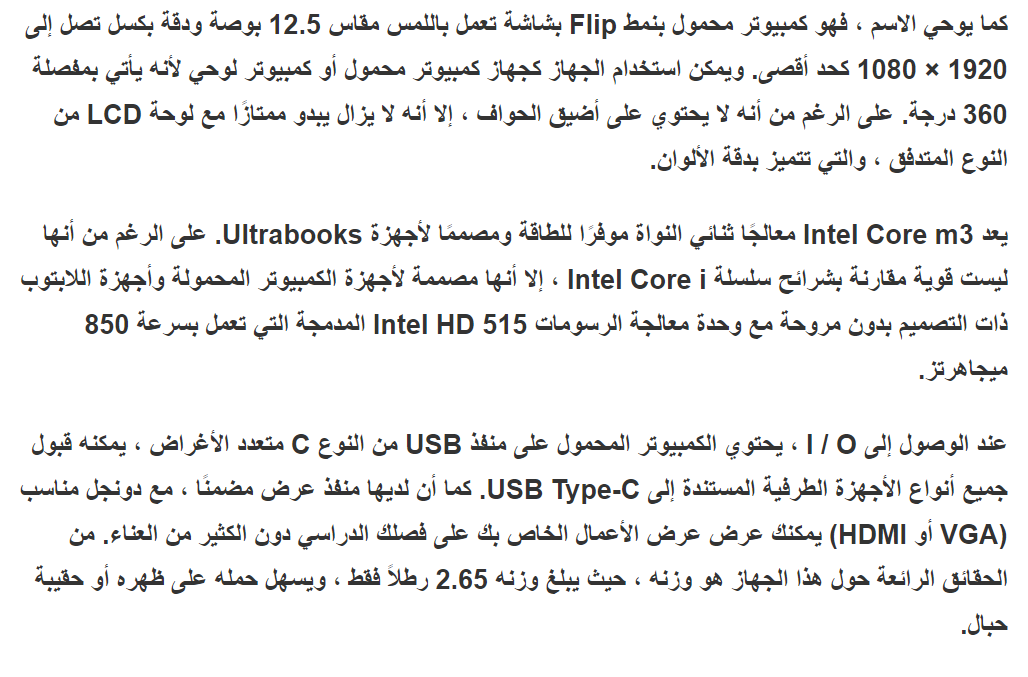 كما يوحي الاسم ، فهو كمبيوتر محمول بنمط Flip بشاشة تعمل باللمس مقاس 12.5 بوصة ودقة بكسل تصل إلى
1920 × 1080 كحد أقصى. ويمكن استخدام الجهاز كجهاز كمبيوتر محمول أو كمبيوتر لوحي لأنه يأتي بمفصلة
360 درجة. على الرغم من أنه لا يحتوي على أضيق الحواف ، إلا أنه لا يزال يبدو ممتازًا مع لوحة LCD من
النوع المتدفق ، والتي تتميز بدقة الألوان.
يعد Intel Core m3 معالجًا ثنائي النواة موفرًا للطاقة ومصممًا لأجهزة Ultrabooks. على الرغم من أنها
ليست قوية مقارنة بشرائح سلسلة Intel Core i ، إلا أنها مصممة لأجهزة الكمبيوتر المحمولة وأجهزة اللابتوب
ذات التصميم بدون مروحة مع وحدة معالجة الرسومات Intel HD 515 المدمجة التي تعمل بسرعة 850
ميجاهرتز.
عند الوصول إلى I / O ، يحتوي الكمبيوتر المحمول على منفذ USB من النوع C متعدد الأغراض ، يمكنه قبول
جميع أنواع الأجهزة الطرفية المستندة إلى USB Type-C. كما أن لديها منفذ عرض مضمنًا ، مع دونجل مناسب
(VGA أو HDMI) يمكنك عرض عرض الأعمال الخاص بك على فصلك الدراسي دون الكثير من العناء. من
الحقائق الرائعة حول هذا الجهاز هو وزنه ، حيث يبلغ وزنه 2.65 رطلاً فقط ، ويسهل حمله على ظهره أو حقيبة
حبال.